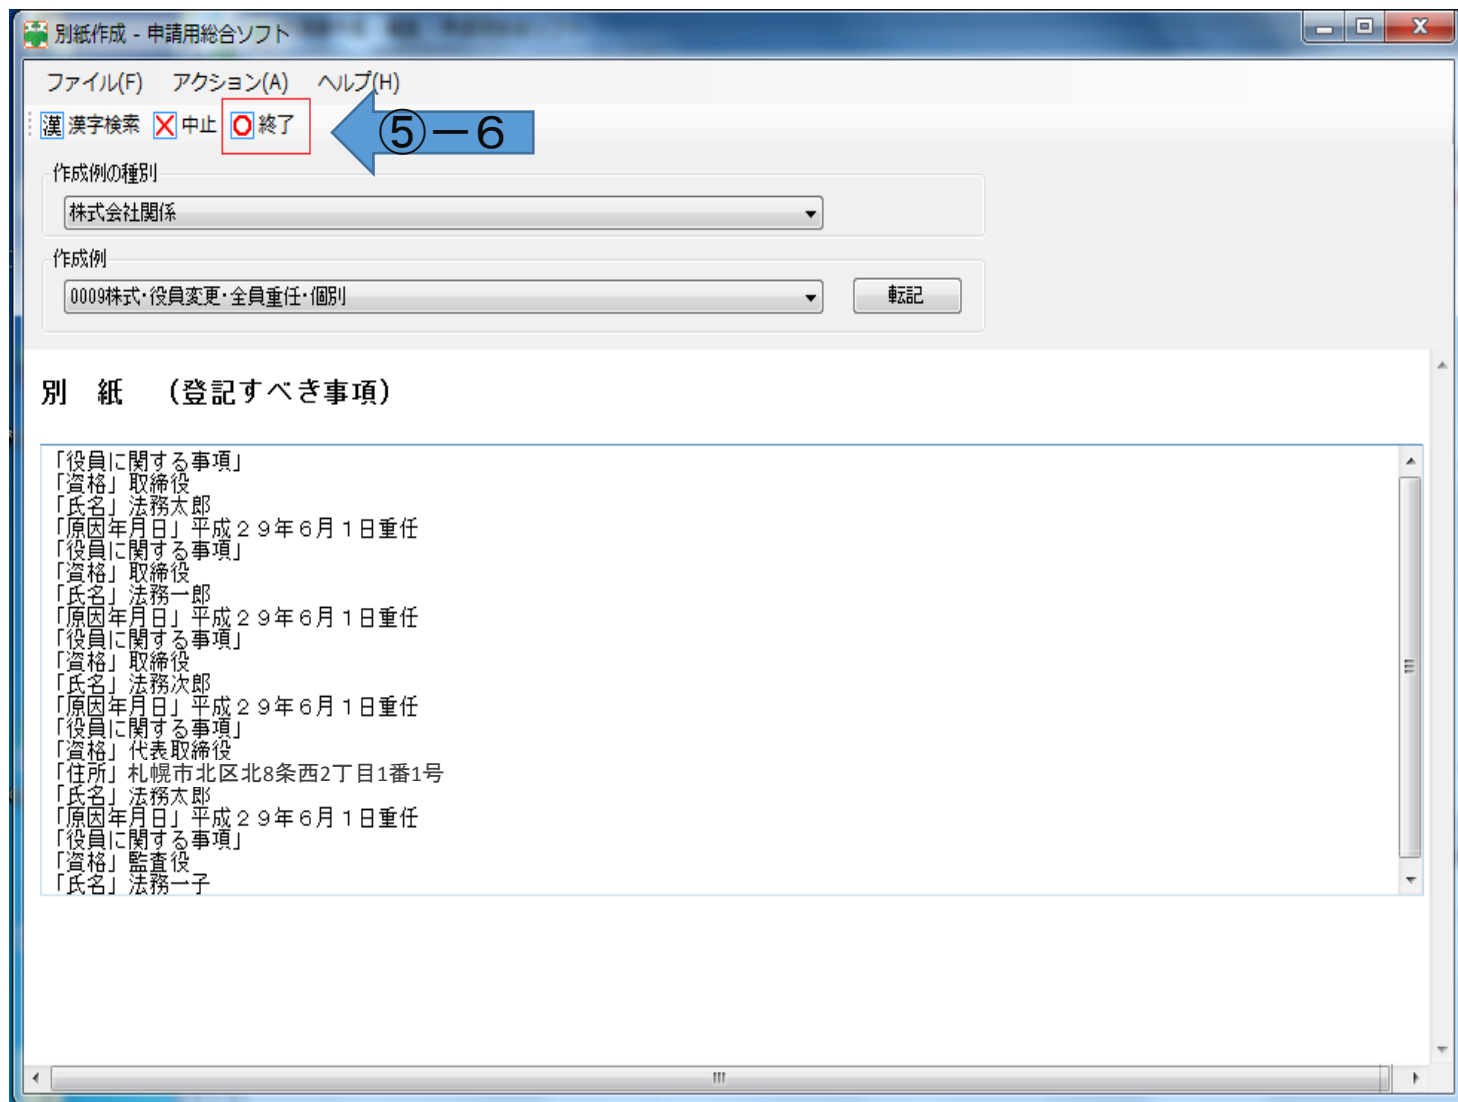 別紙作成 - 申請用総合ソフト
ファイル(F) アクション(A) ヘルプ(H)
漢 漢字検索 中止 終了
⑤－６
作成例の種別
株式会社関係
作成例
0009株式・役員変更・全員重任・個別 転記
別 紙 （登記すべき事項）
「役員に関する事項」
「資格」取締役
「氏名」法務太郎
「原因年月日」平成２９年６月１日重任
「役員に関する事項」
「資格」取締役
「氏名」法務一郎
「原因年月日」平成２９年６月１日重任
「役員に関する事項」
「資格」取締役
「氏名」法務次郎
「原因年月日」平成２９年６月１日重任
「役員に関する事項」
「資格」代表取締役
「住所」札幌市北区北8条西2丁目1番1号
「氏名」法務太郎
「原因年月日」平成２９年６月１日重任
「役員に関する事項」
「資格」監査役
「氏名」法務一子